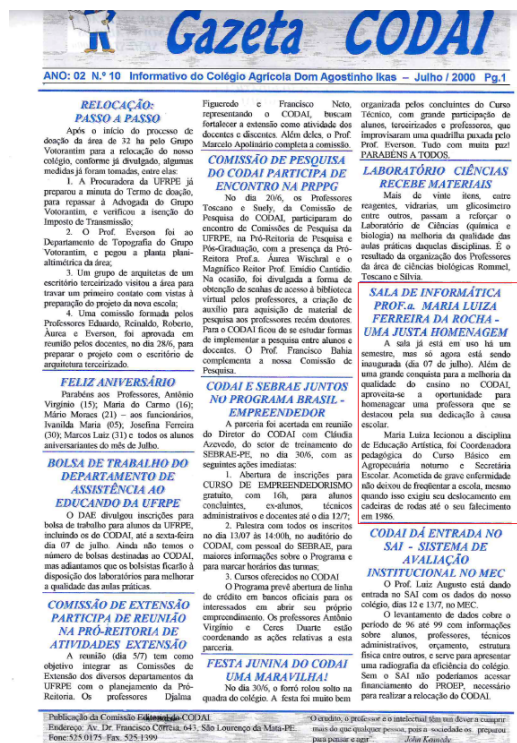 Gazeta CODAI
ANO: 02 N.º 10 Informativo do Colégio Agrícola Dom Agostinho Ikas – Julho / 2000 Pg.1
RELOCAÇÃO:
PASSO A PASSO
Após o início do processo de
doação da área de 32 ha pelo Grupo
Votorantim para a relocação do nosso
colégio, conforme já divulgado, algumas
medidas já foram tomadas, entre elas:
1. A Procuradora da UFRPE já
preparou a minuta do Termo de doação,
para repassar à Advogada do Grupo
Votorantim, e verificou a isenção do
Imposto de Transmissão;
2. O Prof. Everson foi ao
Departamento de Topografia do Grupo
Votorantim, e pegou a planta plani-
altimétrica da área;
3. Um grupo de arquitetas de um
escritório terceirizado visitou a área para
travar um primeiro contato com vistas à
preparação do projeto da nova escola;
4. Uma comissão formada pelos
Professores Eduardo, Reinaldo, Roberto,
Áurea e Everson, foi aprovada em
reunião pelos docentes, no dia 28/6, para
preparar o projeto com o escritório de
arquitetura terceirizado.
FELIZ ANIVERSÁRIO
Parabéns aos Professores, Antônio
Virgínio (15); Maria do Carmo (16);
Mário Moraes (21) – aos funcionários,
Ivanilda Maria (05); Josefina Ferreira
(30); Marcos Luiz (31) e todos os alunos
aniversariantes do mês de Julho.
BOLSA DE TRABALHO DO
DEPARTAMENTO DE
ASSISTÊNCIA AO
EDUCANDO DA UFRPE
O DAE divulgou inscrições para
bolsa de trabalho para alunos da UFRPE,
incluindo os do CODAI, até a sexta-feira
dia 07 de julho. Ainda não temos o
número de bolsas destinadas ao CODAI,
mas adiantamos que os bolsistas ficarão à
disposição dos laboratórios para melhorar
a qualidade das aulas práticas.
COMISSÃO DE EXTENSÃO
PARTICIPA DE REUNIÃO
NA PRÓ-REITORIA DE
ATIVIDADES EXTENSÃO
A reunião (dia 5/7) tem como
objetivo integrar as Comissões de
Extensão dos diversos departamentos da
UFRPE com o planejamento da Pró-
Reitoria. Os professores Djalma
Figueredo e Francisco Neto,
representando o CODAI, buscam
fortalecer a extensão como atividade dos
docentes e discentes. Além deles, o Prof.
Marcelo Apolinário completa a comissão.
COMISSÃO DE PESQUISA
DO CODAI PARTICIPA DE
ENCONTRO NA PRPPG
No dia 20/6, os Professores
Toscano e Suely, da Comissão de
Pesquisa do CODAI, participaram do
encontro de Comissões de Pesquisa da
UFRPE, na Pró-Reitoria de Pesquisa e
Pós-Graduação, com a presença da Pró-
Reitora Prof.a. Áurea Wischral e o
Magnífico Reitor Prof. Emídio Cantídio.
Na ocasião, foi divulgada a forma de
obtenção de senhas de acesso à biblioteca
virtual pelos professores, a criação de
auxílio para aquisição de material de
pesquisa aos professores recém doutores.
Para o CODAI ficou de se estudar formas
de implementar a pesquisa entre alunos e
docentes. O Prof. Francisco Bahia
complementa a nossa Comissão de
Pesquisa.
CODAI E SEBRAE JUNTOS
NO PROGRAMA BRASIL -
EMPREENDEDOR
A parceria foi acertada em reunião
do Diretor do CODAI com Cláudia
Azevedo, do setor de treinamento do
SEBRAE-PE, no dia 30/6, com as
seguintes ações imediatas:
1. Abertura de inscrições para
CURSO DE EMPREENDEDORISMO
gratuito, com 16h, para alunos
concluintes, ex-alunos, técnicos
administrativos e docentes até o dia 12/7;
2. Palestra com todos os inscritos
no dia 13/07 às 14:00h, no auditório do
CODAI, com pessoal do SEBRAE, para
maiores informações sobre o Programa e
para marcar horários das turmas;
3. Cursos oferecidos no CODAI
O Programa prevê abertura de linha
de crédito em bancos oficiais para os
interessados em abrir seu próprio
empreendimento. Os professores Antônio
Virgínio e Ceres Duarte estão
coordenando as ações relativas a esta
parceria.
FESTA JUNINA DO CODAI
UMA MARAVILHA!
No dia 30/6, o forró rolou solto na
quadra do colégio. A festa foi muito bem
organizada pelos concluintes do Curso
Técnico, com grande participação de
alunos, terceirizados e professores, que
improvisaram uma quadrilha puxada pelo
Prof. Everson. Tudo com muita paz!
PARABÉNS A TODOS.
LABORATÓRIO CIÊNCIAS
RECEBE MATERIAIS
Mais de vinte itens, entre
reagentes, vidrarias, um glicosímetro
entre outros, passam a reforçar o
Laboratório de Ciências (química e
biologia) na melhoria da qualidade das
aulas práticas daquelas disciplinas. É o
resultado da organização dos Professores
da área de ciências biológicas Rommel,
Toscano e Sílvia.
SALA DE INFORMÁTICA
PROF.a. MARIA LUIZA
FERREIRA DA ROCHA -
UMA JUSTA HOMENAGEM
A sala já está em uso há um
semestre, mas só agora está sendo
inaugurada (dia 07 de julho). Além de
uma grande conquista para a melhoria da
qualidade do ensino no CODAI,
aproveita-se a oportunidade para
homenagear uma professora que se
destacou pela sua dedicação à causa
escolar.
Maria Luiza lecionou a disciplina
de Educação Artística, foi Coordenadora
pedagógica do Curso Básico em
Agropecuária noturno e Secretária
Escolar. Acometida de grave enfermidade
não deixou de freqüentar a escola, mesmo
quando isso exigiu seu deslocamento em
cadeiras de rodas até o seu falecimento
em 1986.
CODAI DÁ ENTRADA NO
SAI - SISTEMA DE
AVALIAÇÃO
INSTITUCIONAL NO MEC
O Prof. Luiz Augusto está dando
entrada no SAI com os dados do nosso
colégio, dias 12 e 13/7, no MEC.
O levantamento de dados sobre o
período de 96 até 99 com informações
sobre alunos, professores, técnicos
administrativos, orçamento, estrutura
física entre outros, e serve para apresentar
uma radiografia da eficiência do colégio.
Sem o SAI não poderíamos acessar
financiamento do PROEP, necessário
para realizar a relocação do CODAI.
Publicação da Comissão Editorial do CODAI
Endereço: Av. Dr. Francisco Correia, 643, São Lourenço da Mata-PE.
Fone: 525.0175 Fax. 525.1399
O erudito, o professor e o intelectual têm um dever a cumprir
mais do que qualquer pessoa, pois a sociedade os preparou
para pensar e agir. John Kennedy